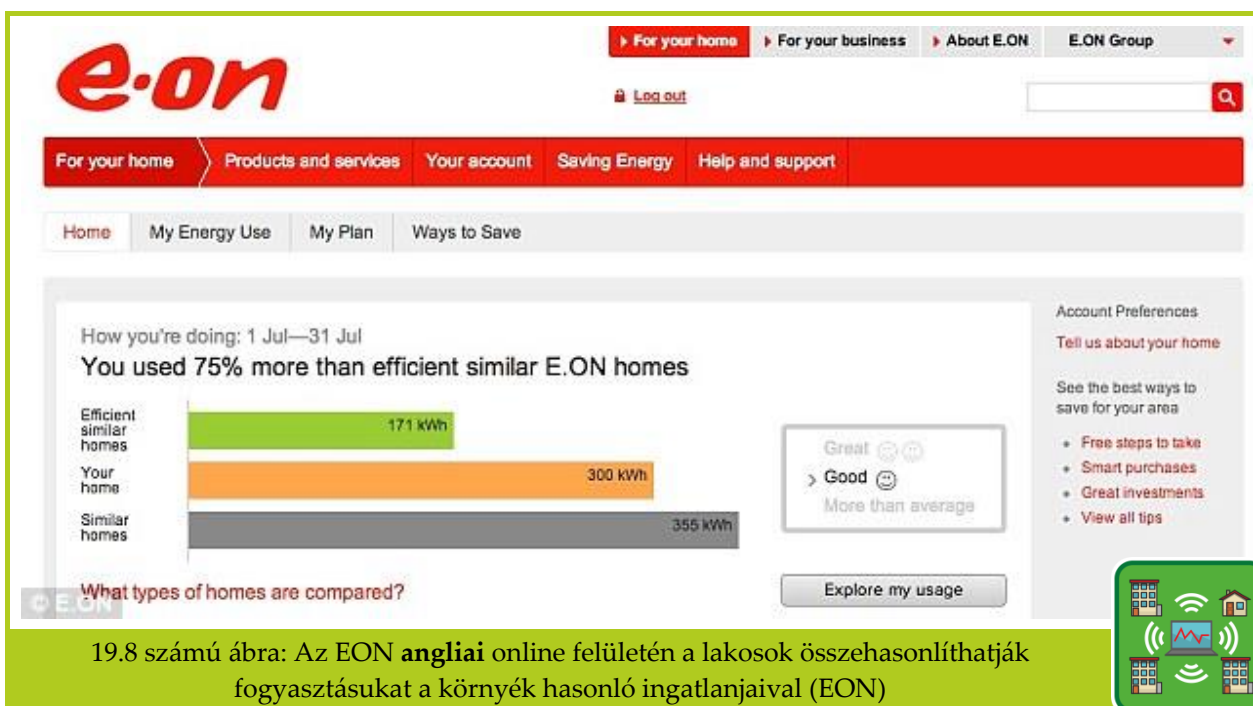 e·on
For your home For your business About E.ON E.ON Group
Log out
For your home Products and services Your account Saving Energy Help and support
Home My Energy Use My Plan Ways to Save
How you're doing: 1 Jul—31 Jul
You used 75% more than efficient similar E.ON homes
Efficient
similar
homes
171 kWh
Your
home
300 kWh
Similar
homes
355 kWh
Great
Good
More than average
What types of homes are compared?
Explore my usage
Account Preferences
Tell us about your home
See the best ways to
save for your area
Free steps to take
Smart purchases
Great investments
View all tips
© E.ON
19.8 számú ábra: Az EON angliai online felületén a lakosok összehasonlíthatják
fogyasztásukat a környék hasonló ingatlanjaival (EON)